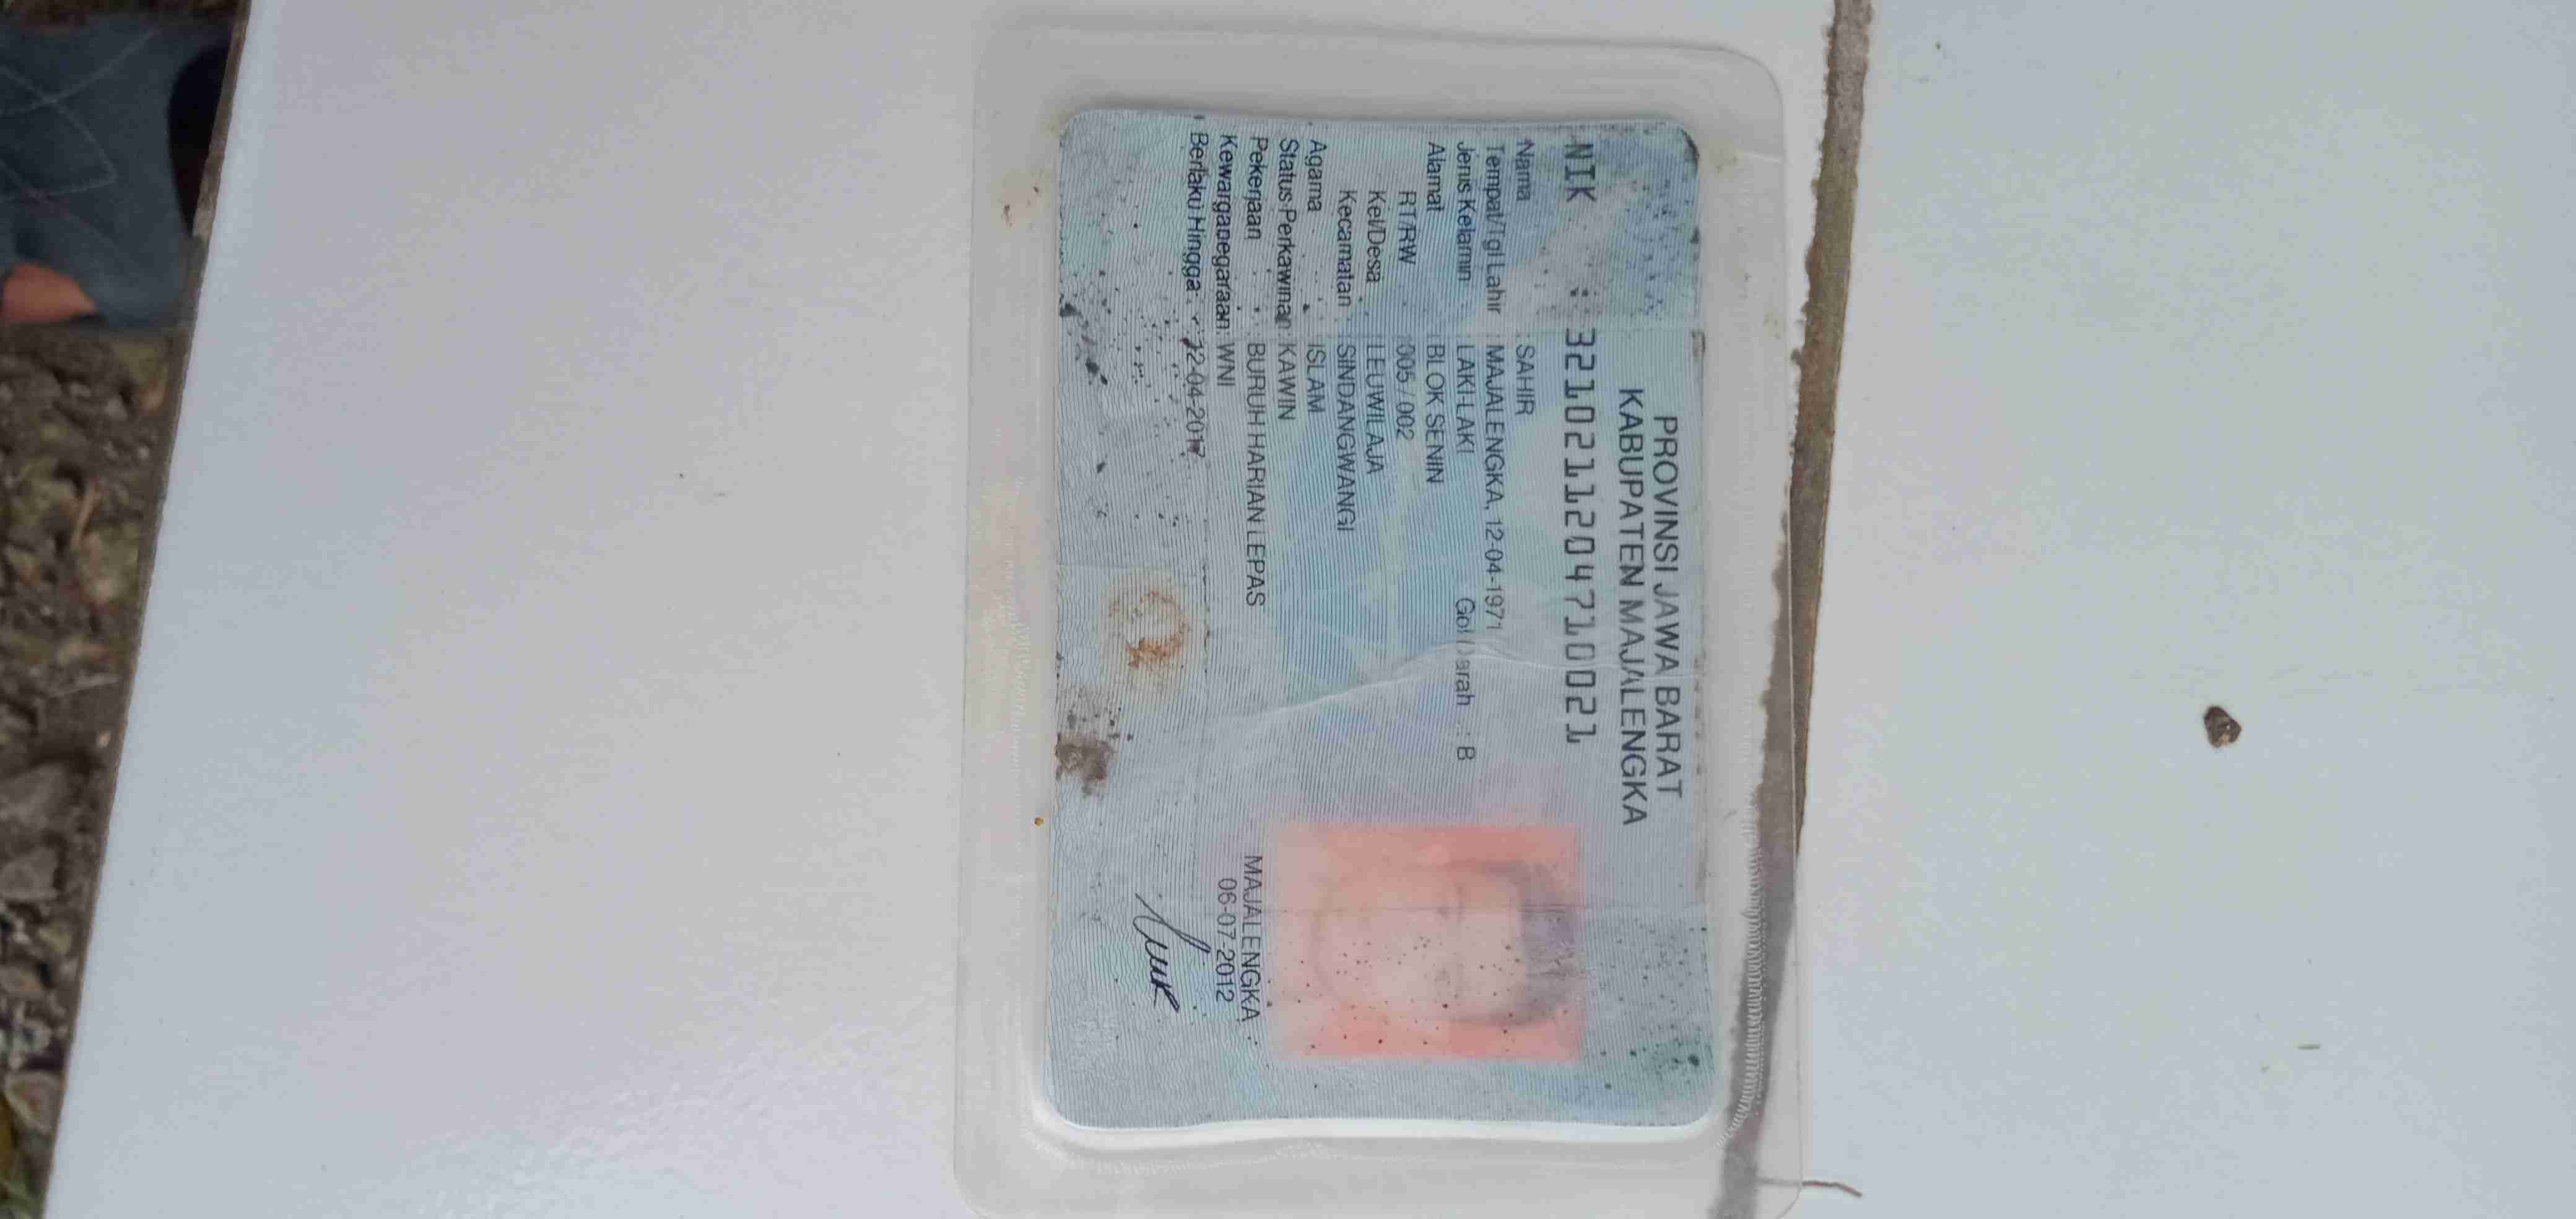 PROVINSI JAWA BARAT
KABUPATEN MAJALENGKA
NIK : 3210211204710021
Nama : SAHIR
Tempat/Tgl Lahir : MAJALENGKA, 12-04-1971
Jenis Kelamin : LAKI-LAKI Gol Darah : B
Alamat : BLOK SENIN
RT/RW : 005 / 002
Kel/Desa : LEUWILAJA
Kecamatan : SINDANGWANGI
Agama : ISLAM
Status Perkawinan : KAWIN
Pekerjaan : BURUH HARIAN LEPAS
Kewarganegaraan: WNI
Berlaku Hingga : 12-04-2017
MAJALENGKA
06-07-2012